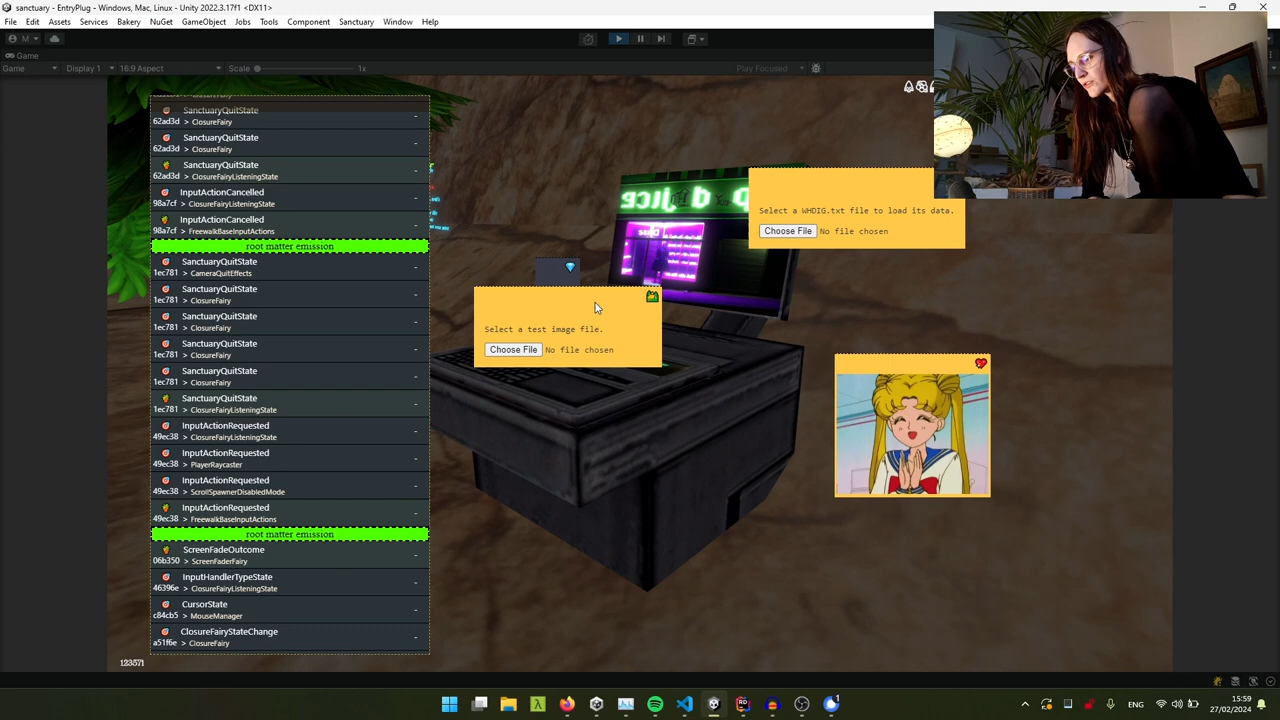 sanctuary - EntryPlug - Windows, Mac, Linux - Unity 2022.3.17f1 <DX11>
File Edit Assets Services Bakery NuGet GameObject Jobs Tools Component Sanctuary Window Help
M
Game
Game Display 1 16:9 Aspect Scale 1x Play Focused
SanctuaryQuitState
62ad3d > ClosureFairy -
SanctuaryQuitState
62ad3d > ClosureFairy -
SanctuaryQuitState
62ad3d > ClosureFairyListeningState -
InputActionCancelled
98a7cf > ClosureFairyListeningState -
InputActionCancelled
98a7cf > FreewalkBaseInputActions -
root matter emission
SanctuaryQuitState
1ec781 > CameraQuitEffects -
SanctuaryQuitState
1ec781 > ClosureFairy -
SanctuaryQuitState
1ec781 > ClosureFairy -
SanctuaryQuitState
1ec781 > ClosureFairy -
SanctuaryQuitState
1ec781 > ClosureFairy -
SanctuaryQuitState
1ec781 > ClosureFairyListeningState -
InputActionRequested
49ec38 > ClosureFairyListeningState -
InputActionRequested
49ec38 > PlayerRaycaster -
InputActionRequested
49ec38 > ScrollSpawnerDisabledMode -
InputActionRequested
49ec38 > FreewalkBaseInputActions -
root matter emission
ScreenFadeOutcome
06b350 > ScreenFaderFairy -
InputHandlerTypeState
46396e > ClosureFairyListeningState -
CursorState
c84cb5 > MouseManager -
ClosureFairyStateChange
a51f6e > ClosureFairy -
123571
Select a WHDIG.txt file to load its data.
Choose File No file chosen
Select a test image file.
Choose File No file chosen
ENG
15:59
27/02/2024